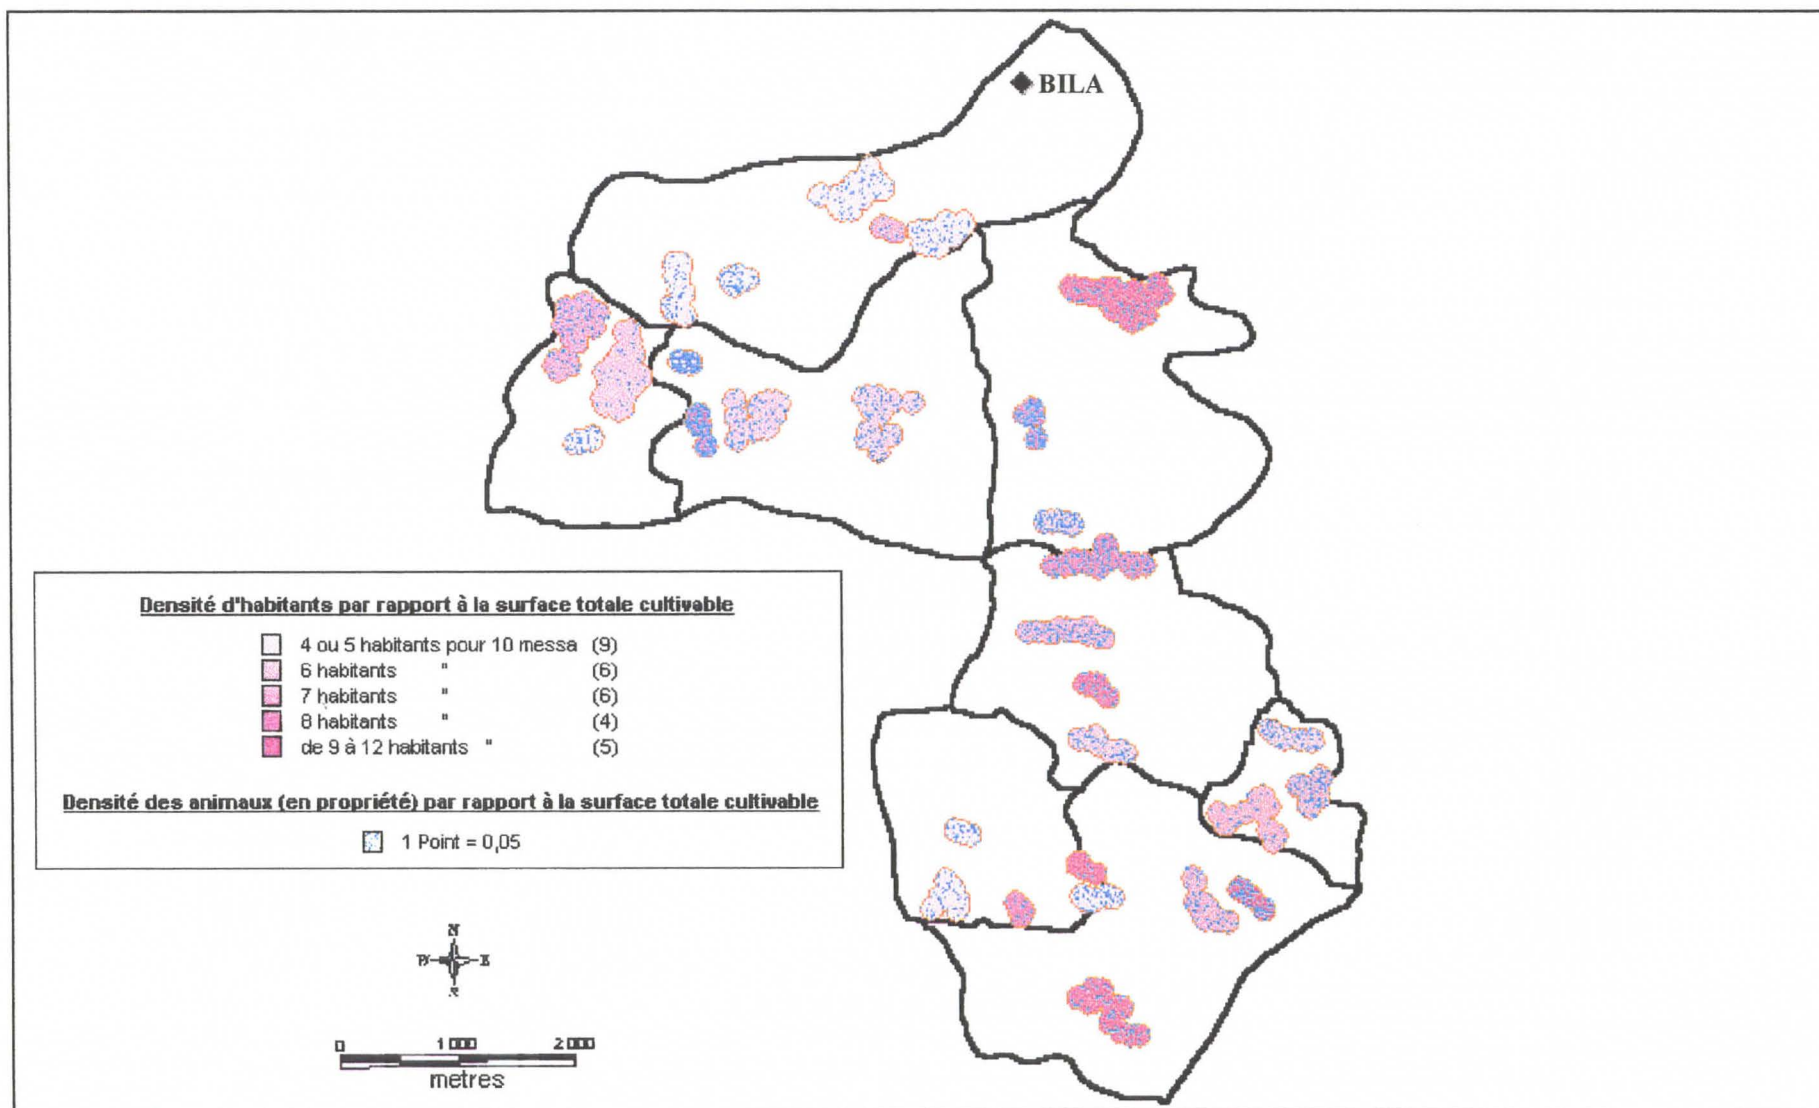 BILA
Densité d'habitants par rapport à la surface totale cultivable
4 ou 5 habitants pour 10 messa (9)
6 habitants " (6)
7 habitants " (6)
8 habitants " (4)
de 9 à 12 habitants " (5)
Densité des animaux (en propriété) par rapport à la surface totale cultivable
1 Point = 0,05
N
E
0 1 000 2 000
metres